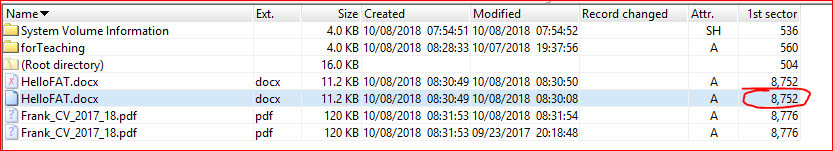 Name Ext. Size Created Modified Record changed Attr. 1st sector
System Volume Information 4.0 KB 10/08/2018 07:54:51 10/08/2018 07:54:52 SH 536
forTeaching 4.0 KB 10/08/2018 08:28:33 10/07/2018 19:37:56 A 560
(Root directory) 16.0 KB 504
HelloFAT.docx docx 11.2 KB 10/08/2018 08:30:49 10/08/2018 08:30:50 A 8,752
HelloFAT.docx docx 11.2 KB 10/08/2018 08:30:49 10/08/2018 08:30:08 A 8,752
Frank_CV_2017_18.pdf pdf 120 KB 10/08/2018 08:31:53 10/08/2018 08:31:54 A 8,776
Frank_CV_2017_18.pdf pdf 120 KB 10/08/2018 08:31:53 09/23/2017 20:18:48 A 8,776